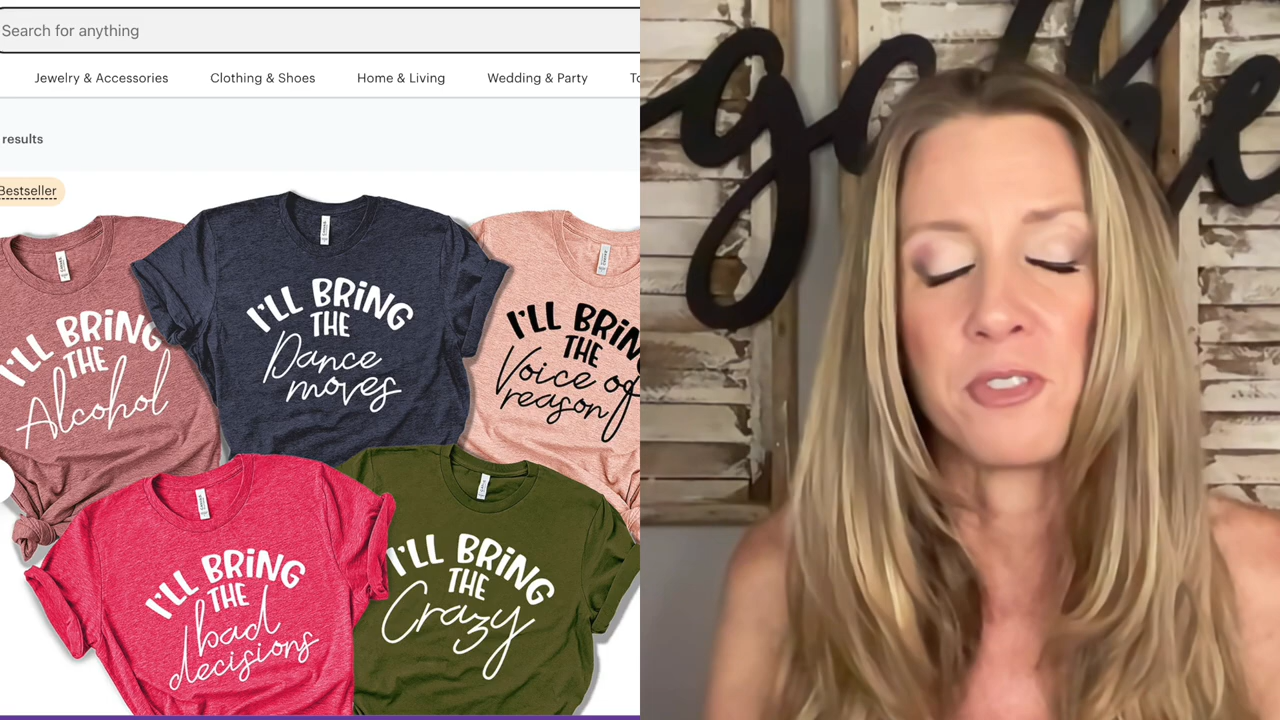 Search for anything
Jewelry & Accessories Clothing & Shoes Home & Living Wedding & Party
results
Bestseller
I'LL BRiNG
THE
Alcohol
I'LL BRiNG
THE
Dance
moves
I'LL BRiNG
THE
Voice of
reason
I'LL BRiNG
THE
bad
decisions
I'LL BRiNG
THE
Crazy